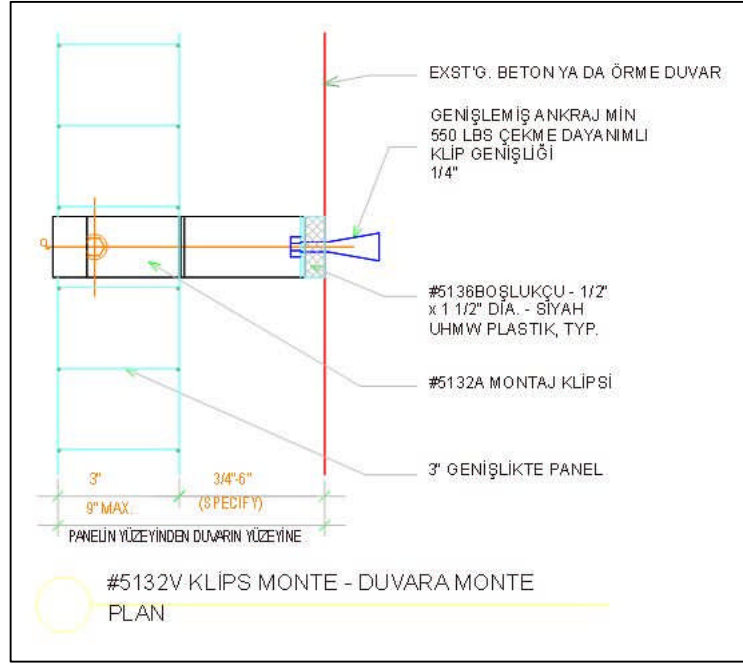 EXST'G. BETON YA DA ÖRME DUVAR
GENİŞLEMİŞ ANKRAJ MİN
550 LBS ÇEKME DAYANIMLI
KLİP GENİŞLİĞİ
1/4"
#5136BOŞLUKÇU - 1/2"
x 1 1/2" DİA. - SİYAH
UHMW PLASTIK, TYP.
#5132A MONTAJ KLİPSİ
3" GENİŞLİKTE PANEL
3"
3/4"-6"
9" MAX.
(SPECIFY)
PANELİN YÜZEYİNDEN DUVARIN YÜZEYİNE
#5132V KLİPS MONTE - DUVARA MONTE
PLAN